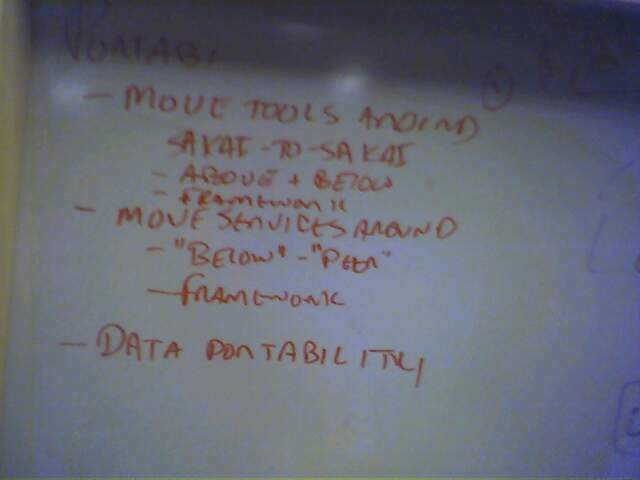 PORTABI
- MOVE TOOLS AROUND
SAKAI-TO-SAKAI
- ABOVE + BELOW
- FRAMEWORK
- MOVE SERVICES AROUND
- "BELOW" - "PEER"
- FRAMEWORK
- DATA PORTABILITY